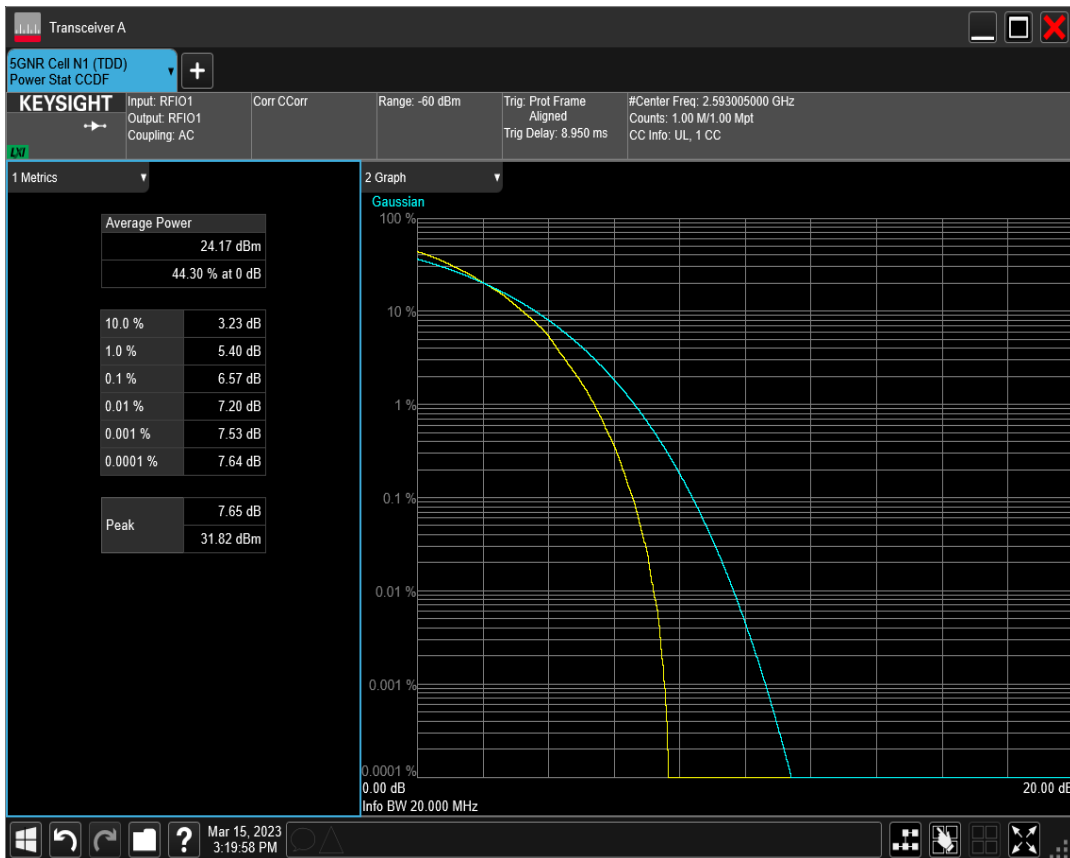 Transceiver A
5GNR Cell N1 (TDD)
Power Stat CCDF
KEYSIGHT
LXI
Input: RFIO1
Output: RFIO1
Coupling: AC
Corr CCorr
Range: -60 dBm
Trig: Prot Frame
Aligned
Trig Delay: 8.950 ms
#Center Freq: 2.593005000 GHz
Counts: 1.00 M/1.00 Mpt
CC Info: UL, 1 CC
1 Metrics
Average Power
24.17 dBm
44.30 % at 0 dB
10.0 % 3.23 dB
1.0 % 5.40 dB
0.1 % 6.57 dB
0.01 % 7.20 dB
0.001 % 7.53 dB
0.0001 % 7.64 dB
Peak
7.65 dB
31.82 dBm
2 Graph
Gaussian
100 %
10 %
1 %
0.1 %
0.01 %
0.001 %
0.0001 %
0.00 dB 20.00 dB
Info BW 20.000 MHz
?
Mar 15, 2023
3:19:58 PM